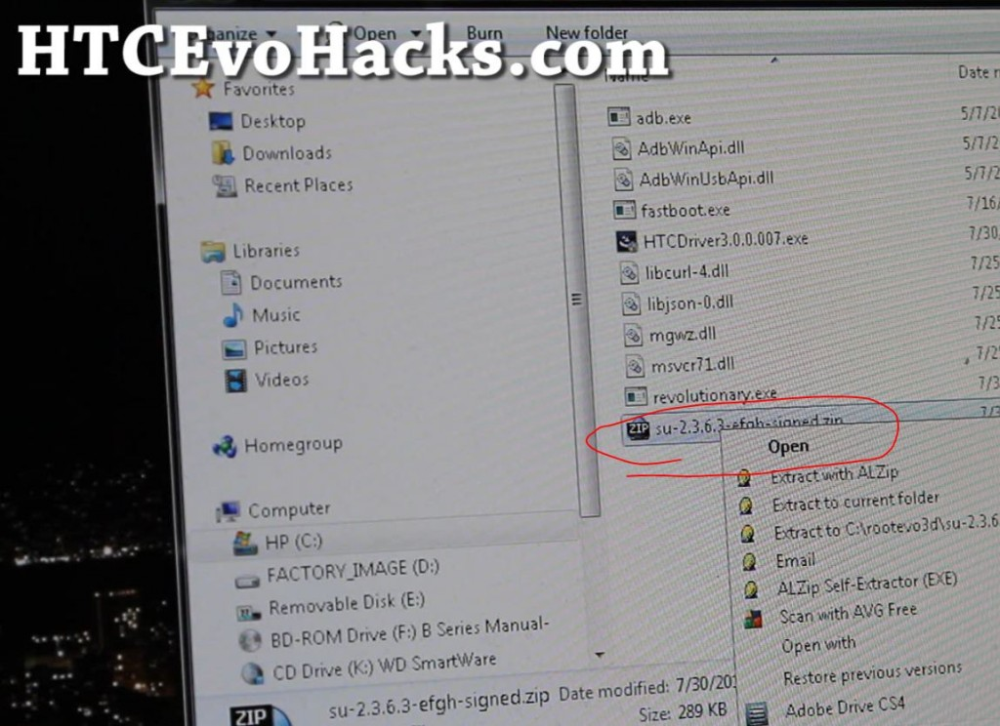 HTCEvoHacks.com
Open
Burn
New folder
Name
Favorites
Desktop
Downloads
Recent Places
Libraries
Documents
Music
Pictures
Videos
Homegroup
Computer
HP (C:)
FACTORY_IMAGE (D:)
Removable Disk (E:)
BD-ROM Drive (F:) B Series Manual-
CD Drive (K:) WD SmartWare
adb.exe 5/7/2
AdbWinApi.dll 5/7/2
AdbWinUsbApi.dll 5/7/
fastboot.exe 7/16/
HTCDriver3.0.0.007.exe 7/30,
libcurl-4.dll 7/25
libjson-0.dll 7/25
mgwz.dll 7/25
msvcr71.dll 7/2
revolutionary.exe 7/3
ZIP su-2.3.6.3-efgh-signed.zip
Open
Extract with ALZip
Extract to current folder
Extract to C:\rootevo3d\su-2.3.6
Email
ALZip Self-Extractor (EXE)
Scan with AVG Free
Open with
Restore previous versions
Adobe Drive CS4
ZIP
su-2.3.6.3-efgh-signed.zip Date modified: 7/30/201
Size: 289 KB